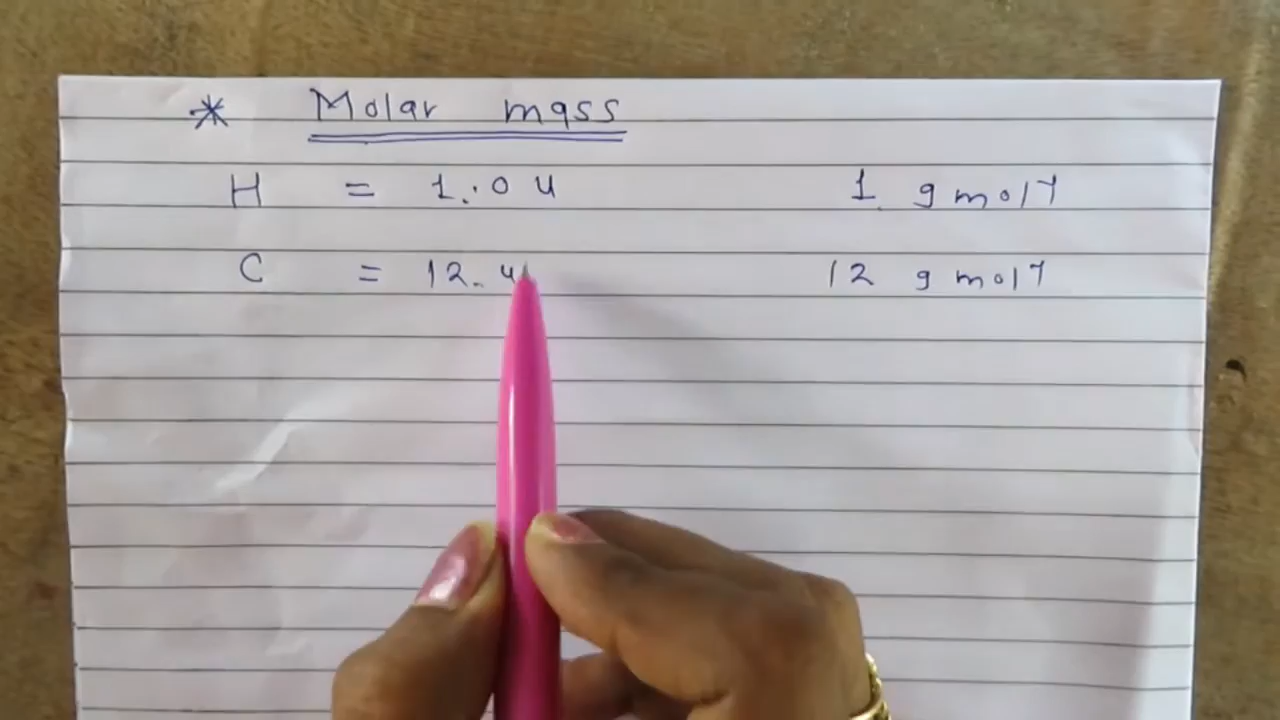 * Molar mass
H = 1.0 u 1 g mol⁻¹
C = 12. u 12 g mol⁻¹